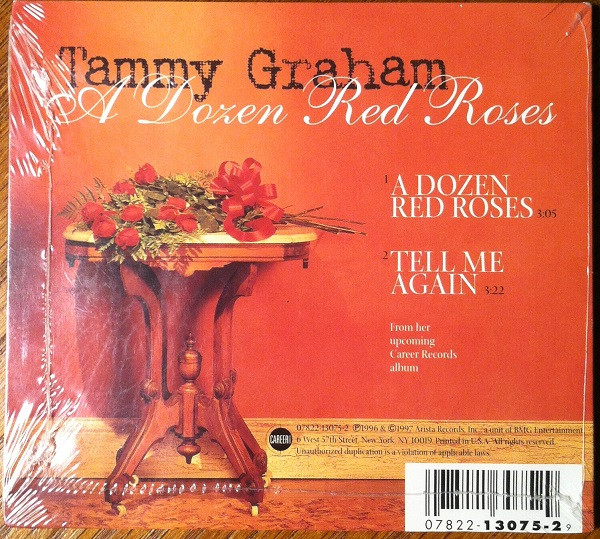 Tammy Graham
A Dozen Red Roses
1 A DOZEN
RED ROSES 3:05
2 TELL ME
AGAIN 3:22
From her
upcoming
Career Records
album
CAREER
07822-13075-2 ℗1996 & ©1997 Arista Records, Inc., a unit of BMG Entertainment,
6 West 57th Street, New York, NY 10019. Printed in U.S.A. All rights reserved.
Unauthorized duplication is a violation of applicable laws.
07822-13075-2 9